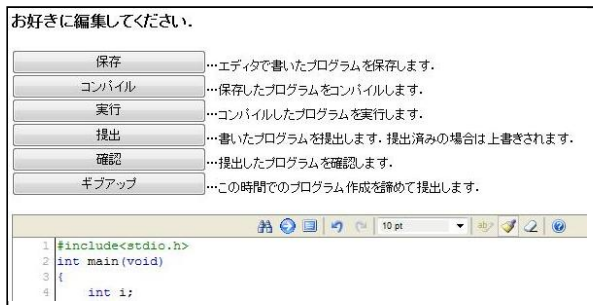 お好きに編集してください.
保存 …エディタで書いたプログラムを保存します.
コンパイル …保存したプログラムをコンパイルします.
実行 …コンパイルしたプログラムを実行します.
提出 …書いたプログラムを提出します. 提出済みの場合は上書きされます.
確認 …提出したプログラムを確認します.
ギブアップ …この時間でのプログラム作成を諦めて提出します.
10 pt
1 #include<stdio.h>
2 int main(void)
3 {
4 int i;